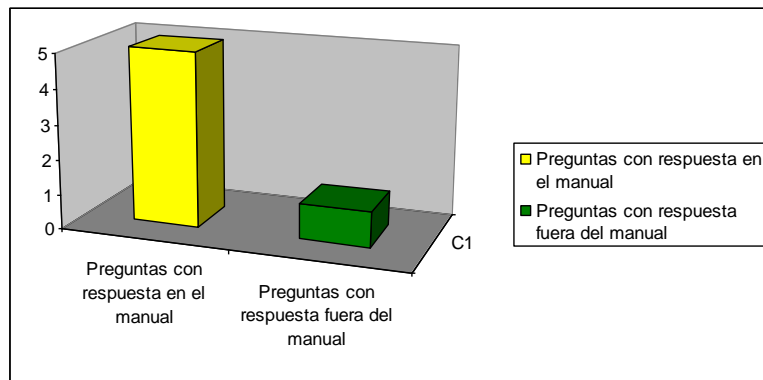 5
4
3
2
1
0
Preguntas con
respuesta en el
manual
Preguntas con
respuesta fuera del
manual
C1
Preguntas con respuesta en
el manual
Preguntas con respuesta
fuera del manual